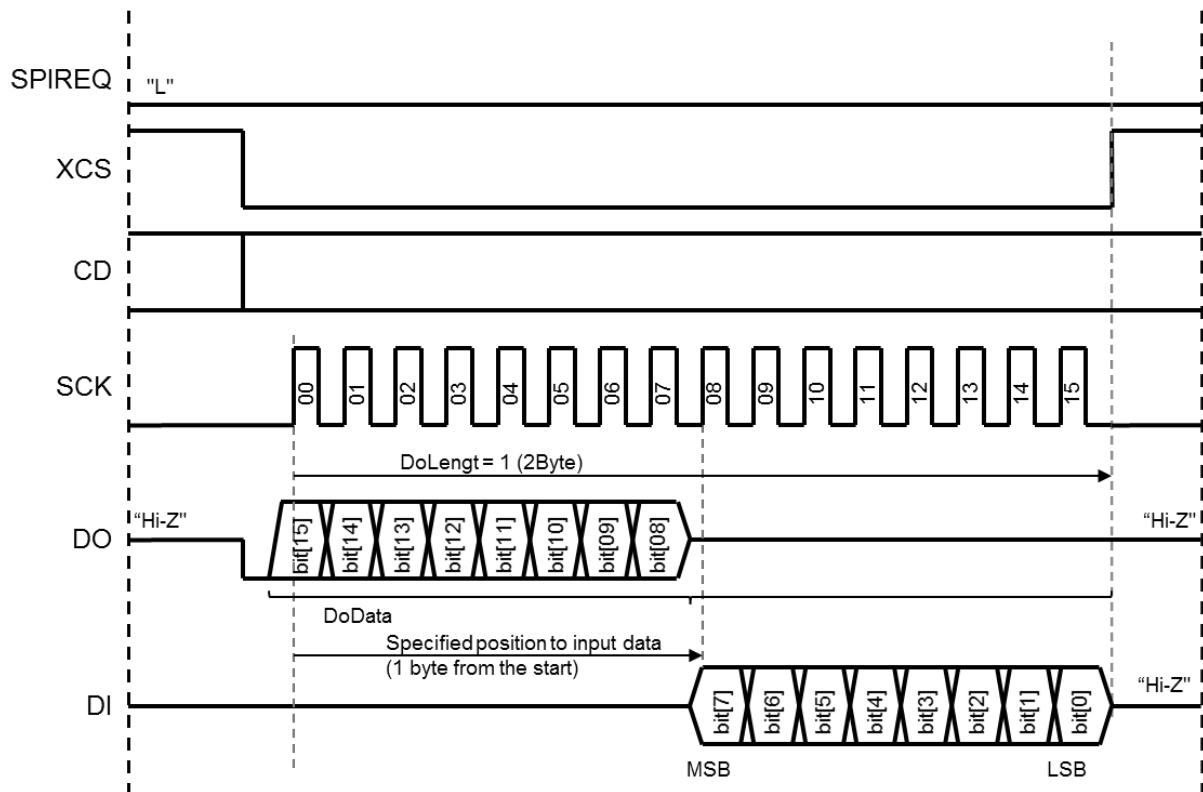 SPIREQ
"L"
XCS
CD
SCK
00 01 02 03 04 05 06 07 08 09 10 11 12 13 14 15
DoLengt = 1 (2Byte)
DO
“Hi-Z"
bit[15] bit[14] bit[13] bit[12] bit[11] bit[10] bit[09] bit[08]
“Hi-Z"
DoData
Specified position to input data
(1 byte from the start)
DI
bit[7] bit[6] bit[5] bit[4] bit[3] bit[2] bit[1] bit[0]
“Hi-Z"
MSB
LSB